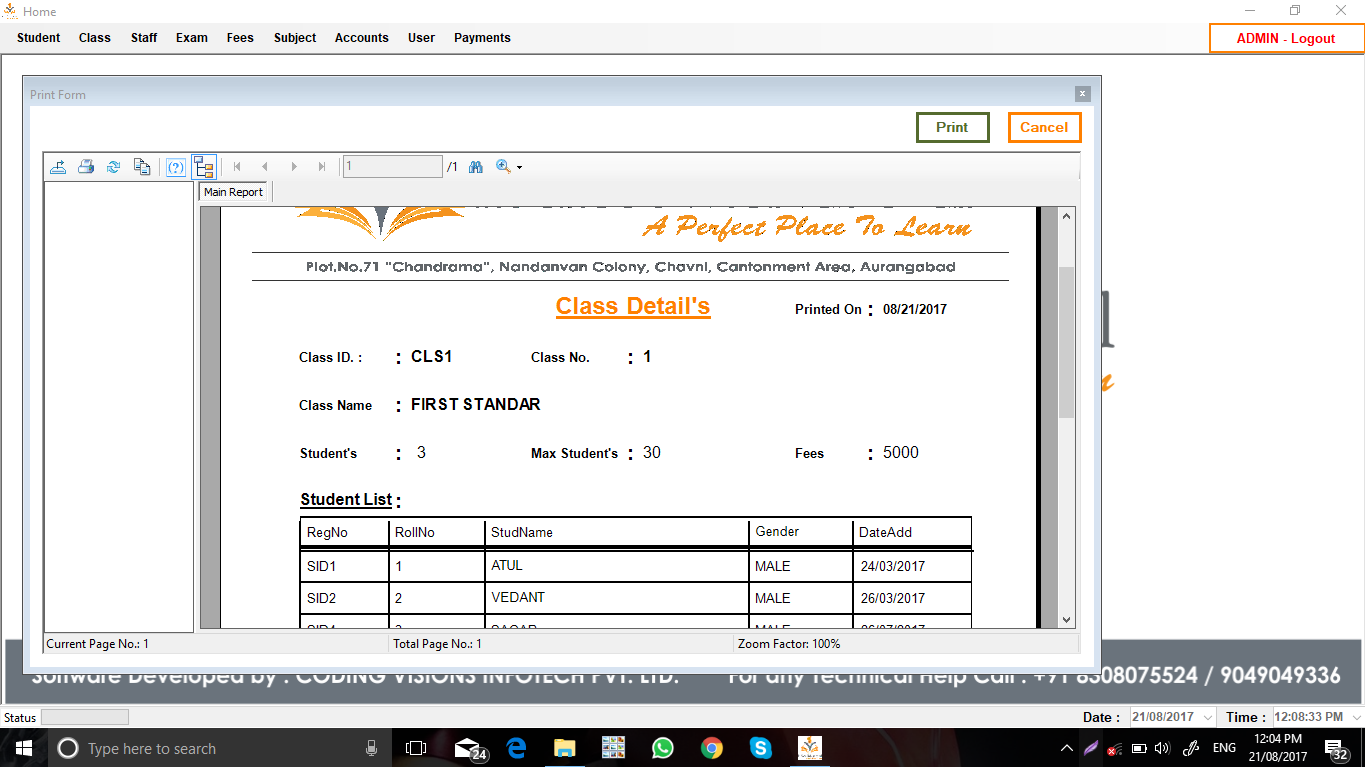 Home
Student Class Staff Exam Fees Subject Accounts User Payments
ADMIN - Logout
Print Form
Print Cancel
1 /1
Main Report
A Perfect Place To Learn
Plot.No.71 "Chandrama", Nandanvan Colony, Chavni, Cantonment Area, Aurangabad
Class Detail's
Printed On : 08/21/2017
Class ID. : : CLS1 Class No. : 1
Class Name : FIRST STANDAR
Student's : 3 Max Student's : 30 Fees : 5000
Student List :
RegNo RollNo StudName Gender DateAdd
SID1 1 ATUL MALE 24/03/2017
SID2 2 VEDANT MALE 26/03/2017
Current Page No.: 1 Total Page No.: 1 Zoom Factor: 100%
Software Developed by : CODING VISIONS INFOTECH PVT. LTD. For any Technical Help Call : +91 8308075524 / 9049049336
Status Date : 21/08/2017 Time : 12:08:33 PM
Type here to search 24 ENG 12:04 PM
21/08/2017 32